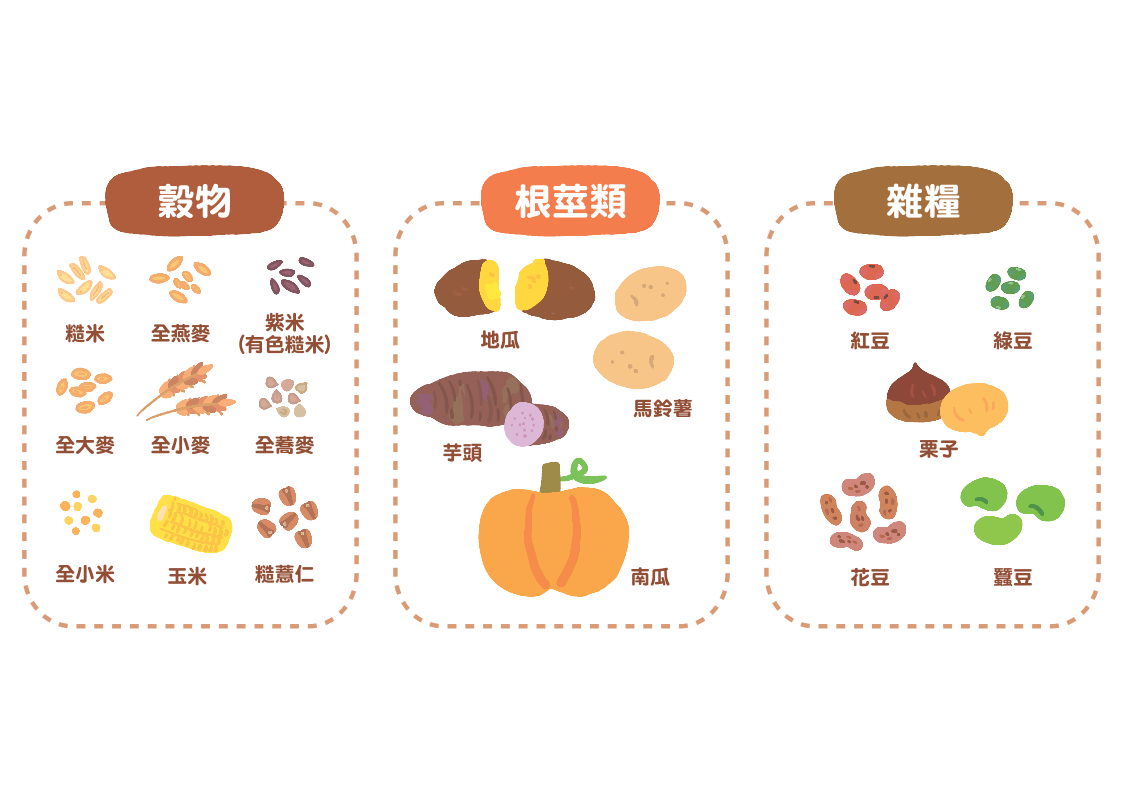 穀物
糙米
全燕麥
紫米
(有色糙米)
全大麥
全小麥
全蕎麥
全小米
玉米
糙薏仁
根莖類
地瓜
馬鈴薯
芋頭
南瓜
雜糧
紅豆
綠豆
栗子
花豆
蠶豆